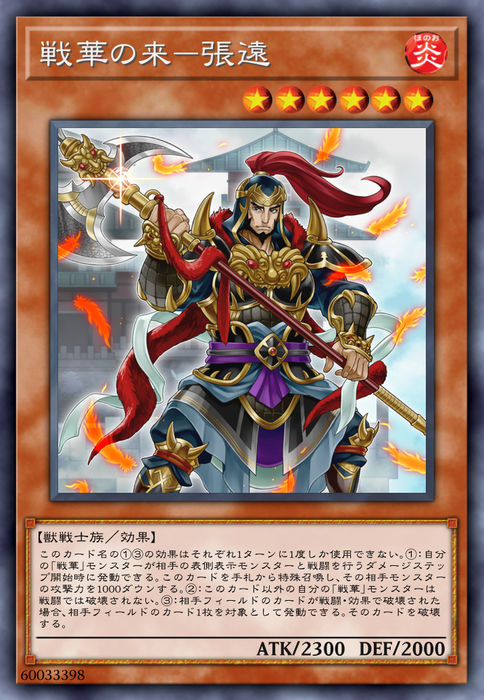 戦華の来－張遠
ほのお
炎
【獣戦士族／効果】
このカード名の①③の効果はそれぞれ1ターンに1度しか使用できない。①：自分
の「戦華」モンスターが相手の表側表示モンスターと戦闘を行うダメージステッ
プ開始時に発動できる。このカードを手札から特殊召喚し、その相手モンスター
の攻撃力を1000ダウンする。②：このカード以外の自分の「戦華」モンスターは
戦闘では破壊されない。③：相手フィールドのカードが戦闘・効果で破壊された
場合、相手フィールドのカード1枚を対象として発動できる。そのカードを破壊
する。
ATK/2300 DEF/2000
60033398